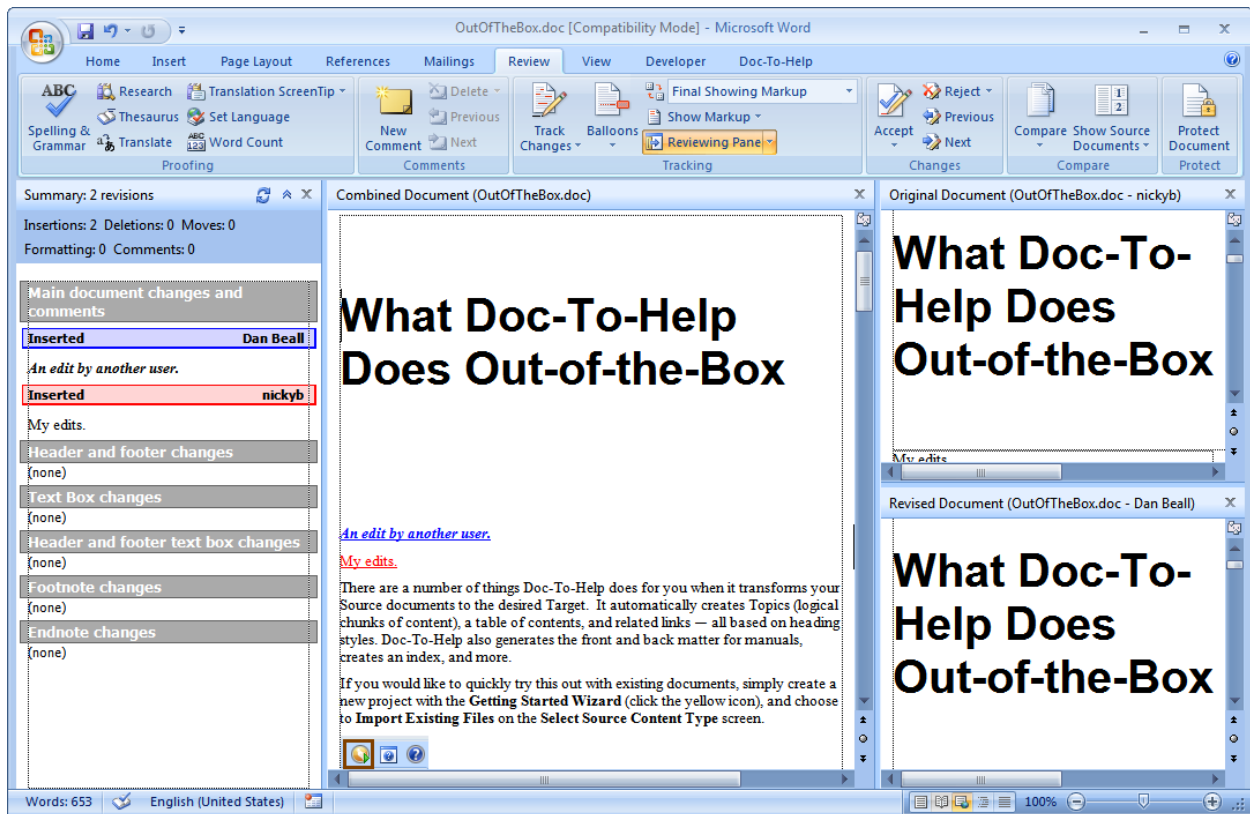 OutOfTheBox.doc [Compatibility Mode] - Microsoft Word
Home Insert Page Layout References Mailings Review View Developer Doc-To-Help
ABC
Spelling &
Grammar
Research
Thesaurus
Translate
Translation ScreenTip
Set Language
ABC
123
Word Count
Proofing
New
Comment
Delete
Previous
Next
Comments
Track
Changes
Balloons
Final Showing Markup
Show Markup
Reviewing Pane
Tracking
Accept
Reject
Previous
Next
Changes
Compare
1
2
Show Source
Documents
Compare
Protect
Document
Protect
Summary: 2 revisions
Insertions: 2 Deletions: 0 Moves: 0
Formatting: 0 Comments: 0
Main document changes and
comments
Inserted Dan Beall
An edit by another user.
Inserted nickyb
My edits.
Header and footer changes
(none)
Text Box changes
(none)
Header and footer text box changes
(none)
Footnote changes
(none)
Endnote changes
(none)
Combined Document (OutOfTheBox.doc)
What Doc-To-Help
Does Out-of-the-Box
An edit by another user.
My edits.
There are a number of things Doc-To-Help does for you when it transforms your
Source documents to the desired Target. It automatically creates Topics (logical
chunks of content), a table of contents, and related links — all based on heading
styles. Doc-To-Help also generates the front and back matter for manuals,
creates an index, and more.
If you would like to quickly try this out with existing documents, simply create a
new project with the Getting Started Wizard (click the yellow icon), and choose
to Import Existing Files on the Select Source Content Type screen.
Original Document (OutOfTheBox.doc - nickyb)
What Doc-To-
Help Does
Out-of-the-Box
My edits
Revised Document (OutOfTheBox.doc - Dan Beall)
What Doc-To-
Help Does
Out-of-the-Box
Words: 653 English (United States) 100%